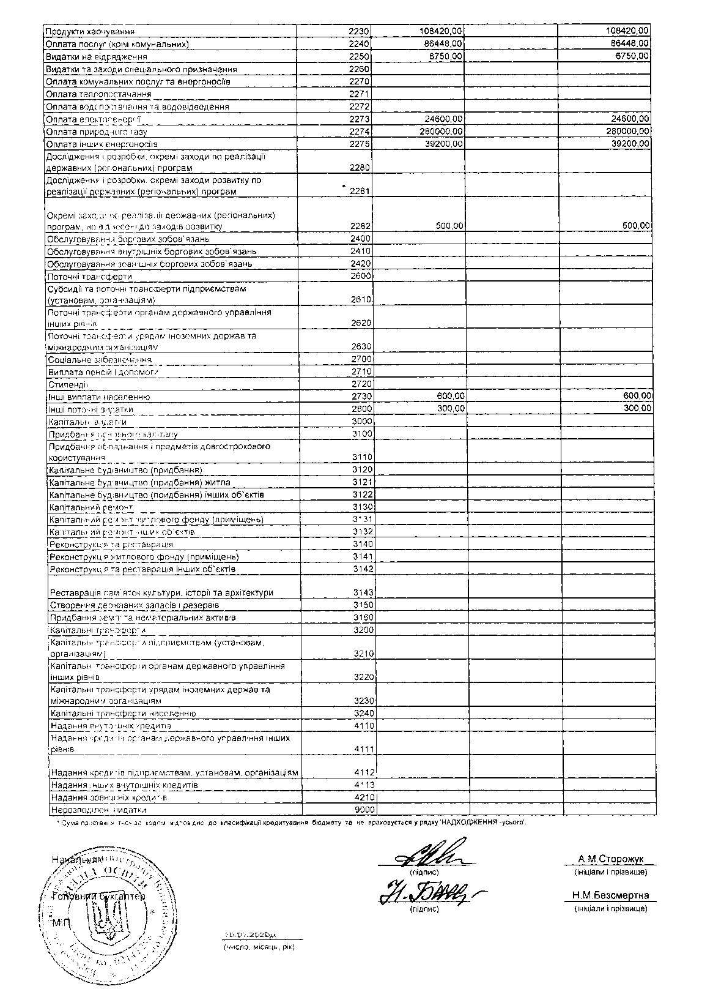 Продукти харчування 2230 108420,00 108420,00
Оплата послуг (крім комунальних) 2240 86448,00 86448,00
Видатки на відрядження 2250 6750,00 6750,00
Видатки та заходи спеціального призначення 2260
Оплата комунальних послуг та енергоносіїв 2270
Оплата теплопостачання 2271
Оплата водопостачання та водовідведення 2272
Оплата електроенергії 2273 24600,00 24600,00
Оплата природного газу 2274 280000,00 280000,00
Оплата інших енергоносіїв 2275 39200,00 39200,00
Дослідження і розробки, окремі заходи по реалізації
державних (регіональних) програм 2280
Дослідження і розробки, окремі заходи розвитку по
реалізації державних (регіональних) програм 2281
Окремі заходи по реалізації державних (регіональних)
програм, не віднесені до заходів розвитку 2282 500,00 500,00
Обслуговування боргових зобов'язань 2400
Обслуговування внутрішніх боргових зобов'язань 2410
Обслуговування зовнішніх боргових зобов'язань 2420
Поточні трансферти 2600
Субсидії та поточні трансферти підприємствам
(установам, організаціям) 2610
Поточні трансферти органам державного управління
інших рівнів 2620
Поточні трансферти урядам іноземних держав та
міжнародним організаціям 2630
Соціальне забезпечення 2700
Виплата пенсій і допомоги 2710
Стипендії 2720
Інші виплати населенню 2730 600,00 600,00
Інші поточні видатки 2800 300,00 300,00
Капітальні видатки 3000
Придбання основного капіталу 3100
Придбання обладнання і предметів довгострокового
користування 3110
Капітальне будівництво (придбання) 3120
Капітальне будівництво (придбання) житла 3121
Капітальне будівництво (придбання) інших об'єктів 3122
Капітальний ремонт 3130
Капітальний ремонт житлового фонду (приміщень) 3131
Капітальний ремонт інших об'єктів 3132
Реконструкція та реставрація 3140
Реконструкція житлового фонду (приміщень) 3141
Реконструкція та реставрація інших об'єктів 3142
Реставрація пам'яток культури, історії та архітектури 3143
Створення державних запасів і резервів 3150
Придбання землі та нематеріальних активів 3160
Капітальні трансферти 3200
Капітальні трансферти підприємствам (установам,
організаціям) 3210
Капітальні трансферти органам державного управління
інших рівнів 3220
Капітальні трансферти урядам іноземних держав та
міжнародним організаціям 3230
Капітальні трансферти населенню 3240
Надання внутрішніх кредитів 4110
Надання кредитів органам державного управління інших
рівнів 4111
Надання кредитів підприємствам, установам, організаціям 4112
Надання інших внутрішніх кредитів 4113
Надання зовнішніх кредитів 4210
Нерозподілені видатки 9000
* Сума проставляється за кодом відповідно до класифікації кредитування бюджету та не враховується у рядку 'НАДХОДЖЕННЯ -усього'.
Начальник А.М.Сторожук
(підпис) (ініціали і прізвище)
Головний бухгалтер Н.М.Безсмертна
(підпис) (ініціали і прізвище)
М.П.
ВІДДІЛ ОСВІТИ
(число, місяць, рік)